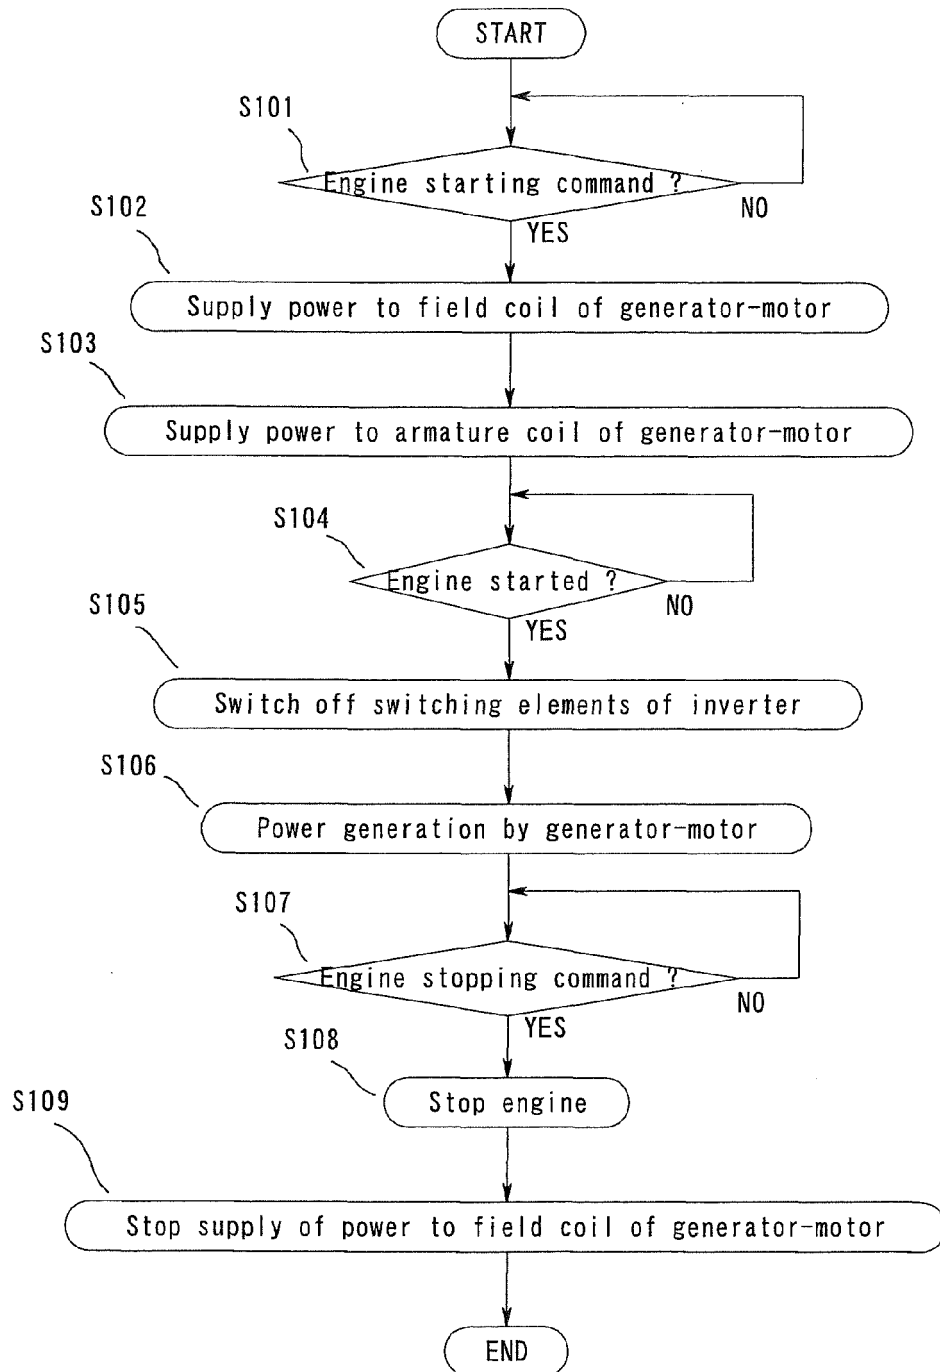 START
S101
Engine starting command ?
NO
YES
S102
Supply power to field coil of generator-motor
S103
Supply power to armature coil of generator-motor
S104
Engine started ?
NO
YES
S105
Switch off switching elements of inverter
S106
Power generation by generator-motor
S107
Engine stopping command ?
NO
YES
S108
Stop engine
S109
Stop supply of power to field coil of generator-motor
END